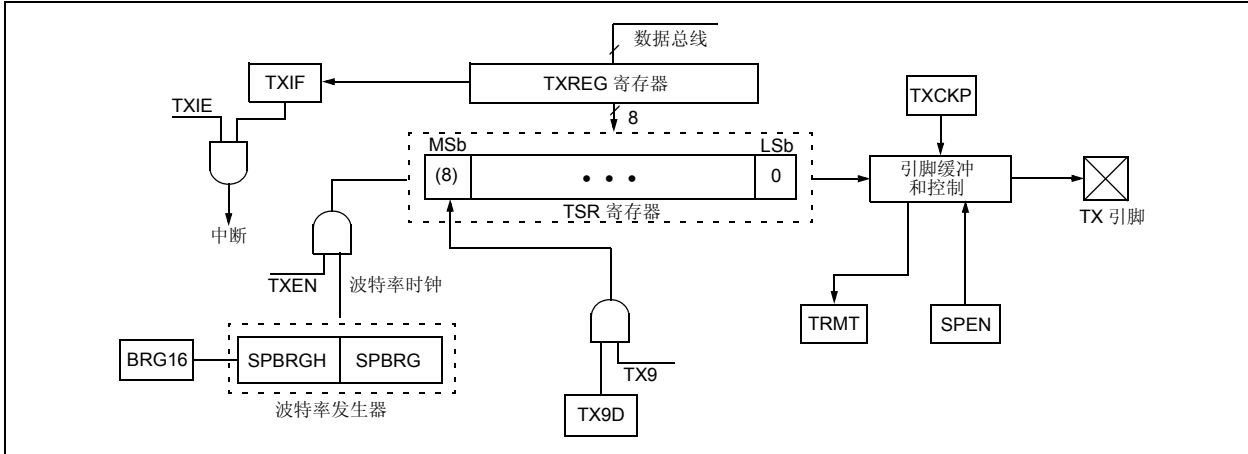 数据总线
TXIF
TXREG 寄存器
TXIE
8
TXCKP
MSb
LSb
(8)
• • •
0
引脚缓冲
和控制
TSR 寄存器
TX 引脚
中断
TXEN
波特率时钟
TRMT
SPEN
BRG16
SPBRGH
SPBRG
TX9
波特率发生器
TX9D